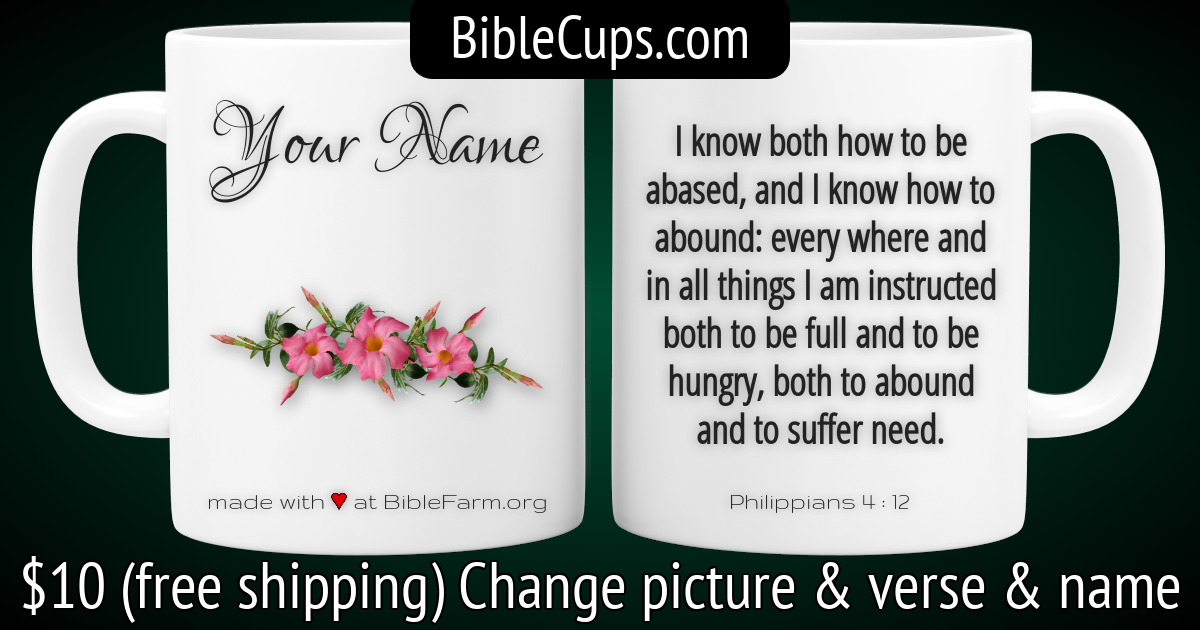 BibleCups.com
Your Name
made with ♥ at BibleFarm.org
I know both how to be
abased, and I know how to
abound: every where and
in all things I am instructed
both to be full and to be
hungry, both to abound
and to suffer need.
Philippians 4 : 12
$10 (free shipping) Change picture & verse & name